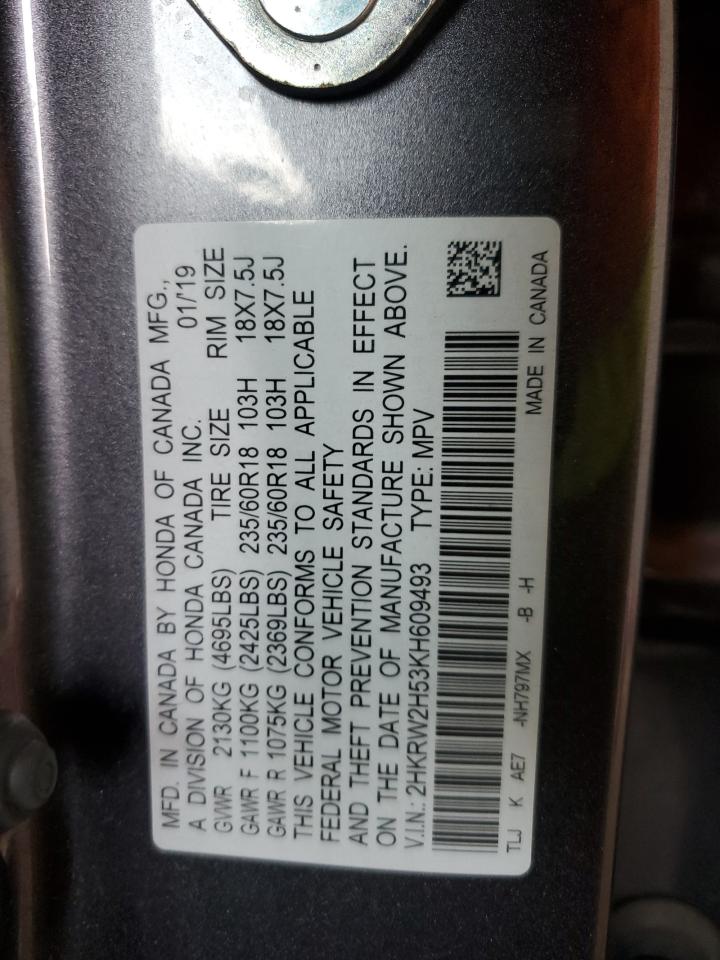 MFD. IN CANADA BY HONDA OF CANADA MFG.,
A DIVISION OF HONDA CANADA INC. 01/'19
GVWR 2130KG (4695LBS) TIRE SIZE RIM SIZE
GAWR F 1100KG (2425LBS) 235/60R18 103H 18X7.5J
GAWR R 1075KG (2369LBS) 235/60R18 103H 18X7.5J
THIS VEHICLE CONFORMS TO ALL APPLICABLE
FEDERAL MOTOR VEHICLE SAFETY
AND THEFT PREVENTION STANDARDS IN EFFECT
ON THE DATE OF MANUFACTURE SHOWN ABOVE.
V.I.N.: 2HKRW2H53KH609493 TYPE: MPV
TLJ K AE7 -NH797MX -B -H MADE IN CANADA